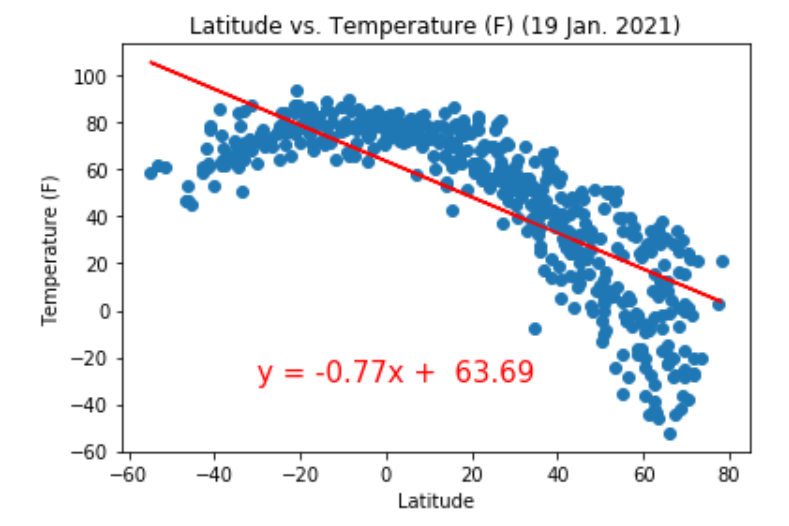 Latitude vs. Temperature (F) (19 Jan. 2021)
100
80
60
40
20
0
−20
−40
−60
Temperature (F)
y = -0.77x + 63.69
−60 −40 −20 0 20 40 60 80
Latitude